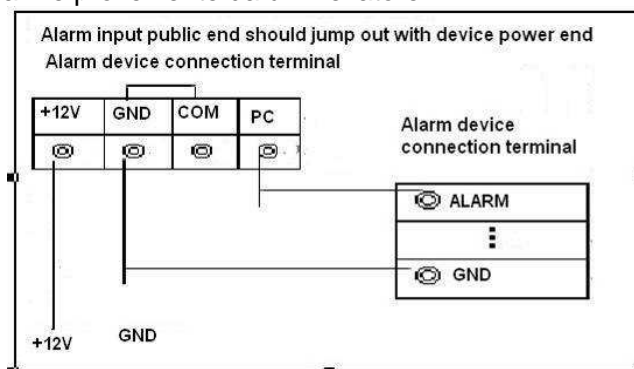 Alarm input public end should jump out with device power end
Alarm device connection terminal
+12V GND COM PC
Alarm device
connection terminal
ALARM
GND
+12V GND